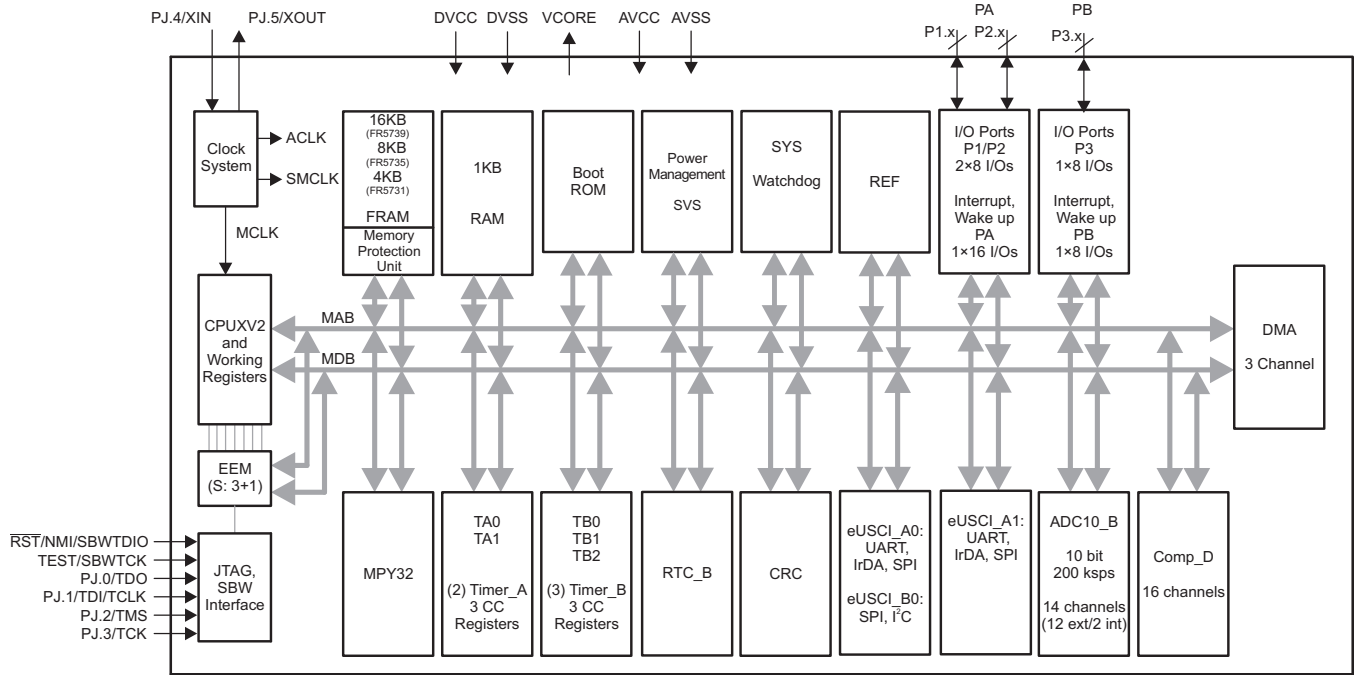 PJ.4/XIN
PJ.5/XOUT
DVCC
DVSS
VCORE
AVCC
AVSS
PA
P1.x
P2.x
PB
P3.x
Clock
System
ACLK
SMCLK
MCLK
16KB
(FR5739)
8KB
(FR5735)
4KB
(FR5731)
FRAM
Memory
Protection
Unit
1KB
RAM
Boot
ROM
Power
Management
SVS
SYS
Watchdog
REF
I/O Ports
P1/P2
2×8 I/Os
Interrupt,
Wake up
PA
1×16 I/Os
I/O Ports
P3
1×8 I/Os
Interrupt,
Wake up
PB
1×8 I/Os
CPUXV2
and
Working
Registers
MAB
MDB
DMA
3 Channel
EEM
(S: 3+1)
RST/NMI/SBWTDIO
TEST/SBWTCK
PJ.0/TDO
PJ.1/TDI/TCLK
PJ.2/TMS
PJ.3/TCK
JTAG,
SBW
Interface
MPY32
TA0
TA1
(2) Timer_A
3 CC
Registers
TB0
TB1
TB2
(3) Timer_B
3 CC
Registers
RTC_B
CRC
eUSCI_A0:
UART,
IrDA, SPI
eUSCI_B0:
SPI, I²C
eUSCI_A1:
UART,
IrDA, SPI
ADC10_B
10 bit
200 ksps
14 channels
(12 ext/2 int)
Comp_D
16 channels